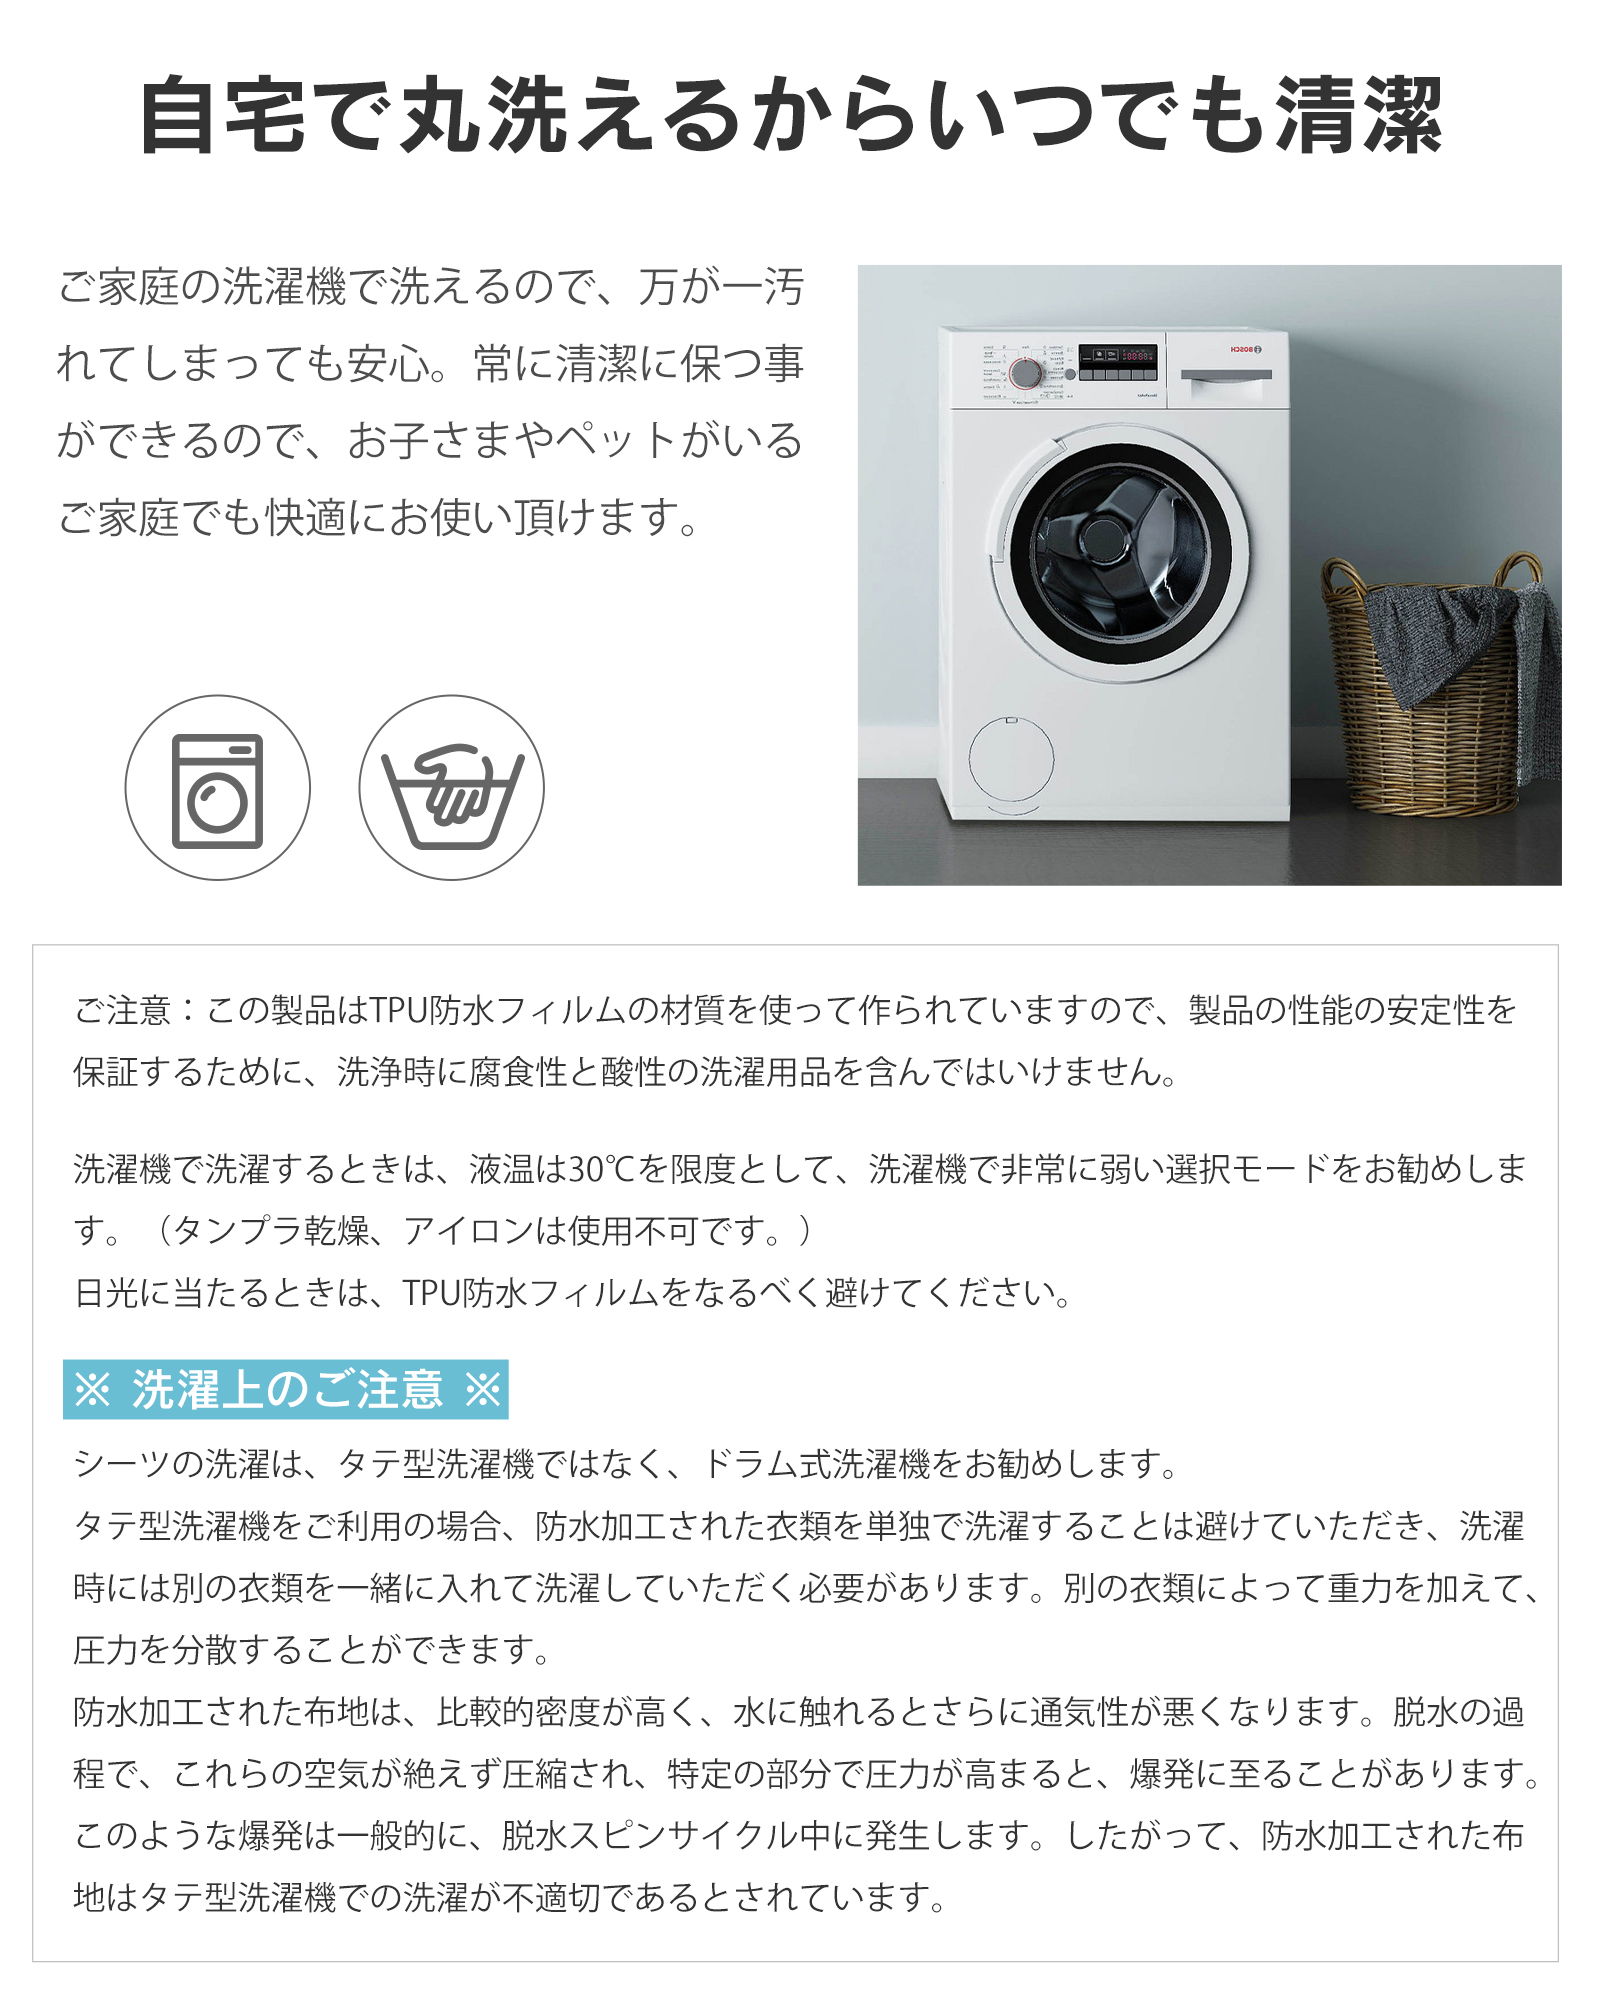 自宅で丸洗えるからいつでも清潔
ご家庭の洗濯機で洗えるので、万が一汚
れてしまっても安心。常に清潔に保つ事
ができるので、お子さまやペットがいる
ご家庭でも快適にお使い頂けます。
BOSCH
ご注意：この製品はTPU防水フィルムの材質を使って作られていますので、製品の性能の安定性を
保証するために、洗浄時に腐食性と酸性の洗濯用品を含んではいけません。
洗濯機で洗濯するときは、液温は30℃を限度として、洗濯機で非常に弱い選択モードをお勧めしま
す。（タンプラ乾燥、アイロンは使用不可です。）
日光に当たるときは、TPU防水フィルムをなるべく避けてください。
※ 洗濯上のご注意 ※
シーツの洗濯は、タテ型洗濯機ではなく、ドラム式洗濯機をお勧めします。
タテ型洗濯機をご利用の場合、防水加工された衣類を単独で洗濯することは避けていただき、洗濯
時には別の衣類を一緒に入れて洗濯していただく必要があります。別の衣類によって重力を加えて、
圧力を分散することができます。
防水加工された布地は、比較的密度が高く、水に触れるとさらに通気性が悪くなります。脱水の過
程で、これらの空気が絶えず圧縮され、特定の部分で圧力が高まると、爆発に至ることがあります。
このような爆発は一般的に、脱水スピンサイクル中に発生します。したがって、防水加工された布
地はタテ型洗濯機での洗濯が不適切であるとされています。